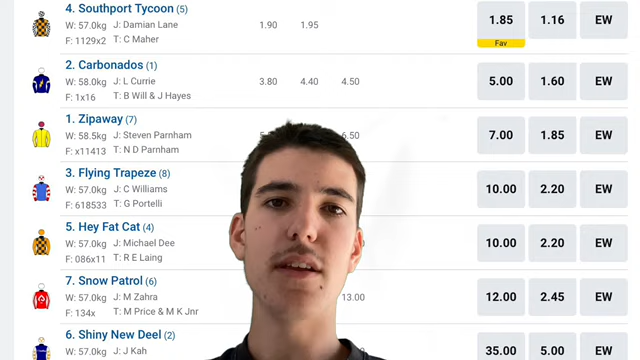 4. Southport Tycoon (5)
W: 57.0kg J: Damian Lane 1.90 1.95 1.85 1.16 EW
F: 1129x2 T: C Maher Fav
2. Carbonados (1)
W: 58.0kg J: L Currie 3.80 4.40 4.50 5.00 1.60 EW
F: 1x16 T: B Will & J Hayes
1. Zipaway (7)
W: 58.5kg J: Steven Parnham 6.50 7.00 1.85 EW
F: x11413 T: N D Parnham
3. Flying Trapeze (8)
W: 57.0kg J: C Williams 10.00 2.20 EW
F: 618533 T: G Portelli
5. Hey Fat Cat (4)
W: 57.0kg J: Michael Dee 10.00 2.20 EW
F: 086x11 T: R E Laing
7. Snow Patrol (6)
W: 57.0kg J: M Zahra 13.00 12.00 2.45 EW
F: 134x T: M Price & M K Jnr
6. Shiny New Deel (2)
W: 57.0kg J: J Kah 35.00 5.00 EW